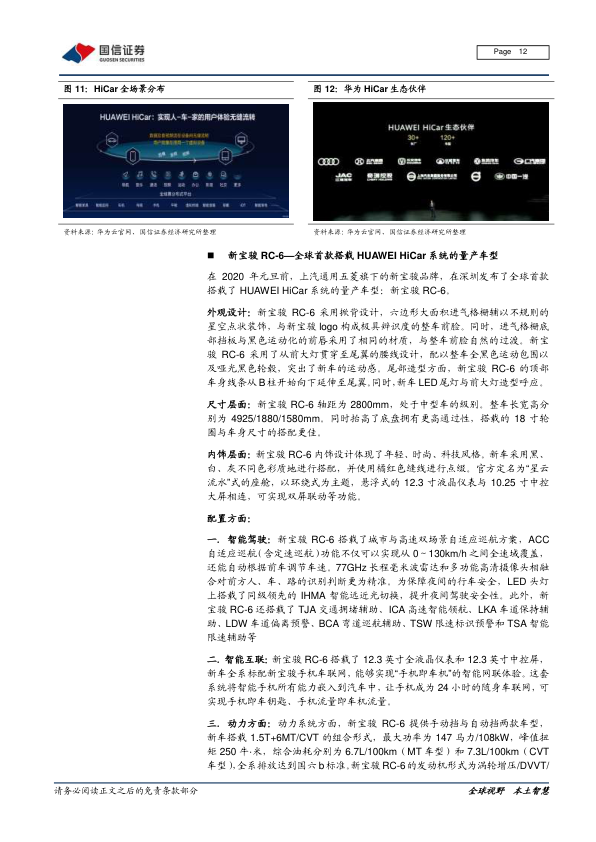 国信证券
GUOSEN SECURITIES
Page 12
图 11：HiCar 全场景分布
图 12：华为 HiCar 生态伙伴
HUAWEI HiCar：实现人-车-家的用户体验无缝流转
HUAWEI HiCar 生态伙伴
30+
120+
JAC
资料来源：华为云官网、国信证券经济研究所整理
资料来源：华为云官网、国信证券经济研究所整理
■ 新宝骏 RC-6—全球首款搭载 HUAWEI HiCar 系统的量产车型
在 2020 年元旦前，上汽通用五菱旗下的新宝骏品牌，在深圳发布了全球首款
搭载了 HUAWEI HiCar 系统的量产车型：新宝骏 RC-6。
外观设计：新宝骏 RC-6 采用掀背设计，六边形大面积进气格栅辅以不规则的
星空点状装饰，与新宝骏 logo 构成极具辨识度的整车前脸。同时，进气格栅底
部挡板与黑色运动化的前唇采用了相同的材质，与整车前脸自然的过渡。新宝
骏 RC-6 采用了从前大灯贯穿至尾翼的腰线设计，配以整车全黑色运动包围以
及哑光黑色轮毂，突出了新车的运动感。尾部造型方面，新宝骏 RC-6 的顶部
车身线条从 B 柱开始向下延伸至尾翼。同时，新车 LED 尾灯与前大灯造型呼应。
尺寸层面：新宝骏 RC-6 轴距为 2800mm，处于中型车的级别。整车长宽高分
别为 4925/1880/1580mm。同时抬高了底盘拥有更高通过性，搭载的 18 寸轮
圈与车身尺寸的搭配更佳。
内饰层面：新宝骏 RC-6 内饰设计体现了年轻、时尚、科技风格。新车采用黑、
白、灰不同色彩质地进行搭配，并使用橘红色缝线进行点缀。官方定名为“星云
流水”式的座舱，以环绕式为主题，悬浮式的 12.3 寸液晶仪表与 10.25 寸中控
大屏相连，可实现双屏联动等功能。
配置方面：
一. 智能驾驶：新宝骏 RC-6 搭载了城市与高速双场景自适应巡航方案，ACC
自适应巡航（含定速巡航）功能不仅可以实现从 0～130km/h 之间全速域覆盖，
还能自动根据前车调节车速。77GHz 长程毫米波雷达和多功能高清摄像头相融
合对前方人、车、路的识别判断更为精准。为保障夜间的行车安全，LED 头灯
上搭载了同级领先的 IHMA 智能远近光切换，提升夜间驾驶安全性。此外，新
宝骏 RC-6 还搭载了 TJA 交通拥堵辅助、ICA 高速智能领航、LKA 车道保持辅
助、LDW 车道偏离预警、BCA 弯道巡航辅助、TSW 限速标识预警和 TSA 智能
限速辅助等
二. 智能互联：新宝骏 RC-6 搭载了 12.3 英寸全液晶仪表和 12.3 英寸中控屏，
新车全系标配新宝骏手机车联网，能够实现“手机即车机”的智能网联体验。这套
系统将智能手机所有能力嵌入到汽车中，让手机成为 24 小时的随身车联网，可
实现手机即车钥匙，手机流量即车机流量。
三. 动力方面：动力系统方面，新宝骏 RC-6 提供手动挡与自动挡两款车型，
新车搭载 1.5T+6MT/CVT 的组合形式，最大功率为 147 马力/108kW，峰值扭
矩 250 牛·米，综合油耗分别为 6.7L/100km（MT 车型）和 7.3L/100km（CVT
车型），全系排放达到国六 b 标准。新宝骏 RC-6 的发动机形式为涡轮增压/DVVT/
请务必阅读正文之后的免责条款部分
全球视野 本土智慧